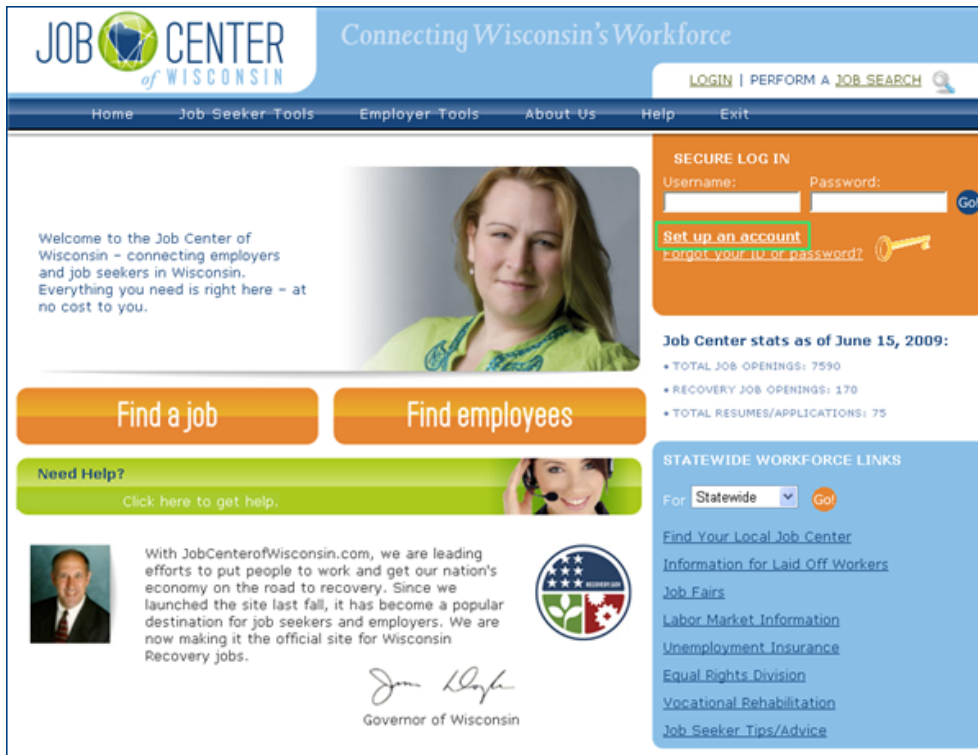 JOB CENTER
of WISCONSIN
Connecting Wisconsin's Workforce
LOGIN | PERFORM A JOB SEARCH
Home Job Seeker Tools Employer Tools About Us Help Exit
SECURE LOG IN
Username: Password:
Go!
Set up an account
Forgot your ID or password?
Welcome to the Job Center of
Wisconsin – connecting employers
and job seekers in Wisconsin.
Everything you need is right here – at
no cost to you.
Job Center stats as of June 15, 2009:
• TOTAL JOB OPENINGS: 7590
• RECOVERY JOB OPENINGS: 170
• TOTAL RESUMES/APPLICATIONS: 75
Find a job Find employees
Need Help?
Click here to get help.
STATEWIDE WORKFORCE LINKS
For Statewide Go!
Find Your Local Job Center
Information for Laid Off Workers
Job Fairs
Labor Market Information
Unemployment Insurance
Equal Rights Division
Vocational Rehabilitation
Job Seeker Tips/Advice
With JobCenterofWisconsin.com, we are leading
efforts to put people to work and get our nation's
economy on the road to recovery. Since we
launched the site last fall, it has become a popular
destination for job seekers and employers. We are
now making it the official site for Wisconsin
Recovery jobs.
RECOVERY.GOV
Jim Doyle
Governor of Wisconsin